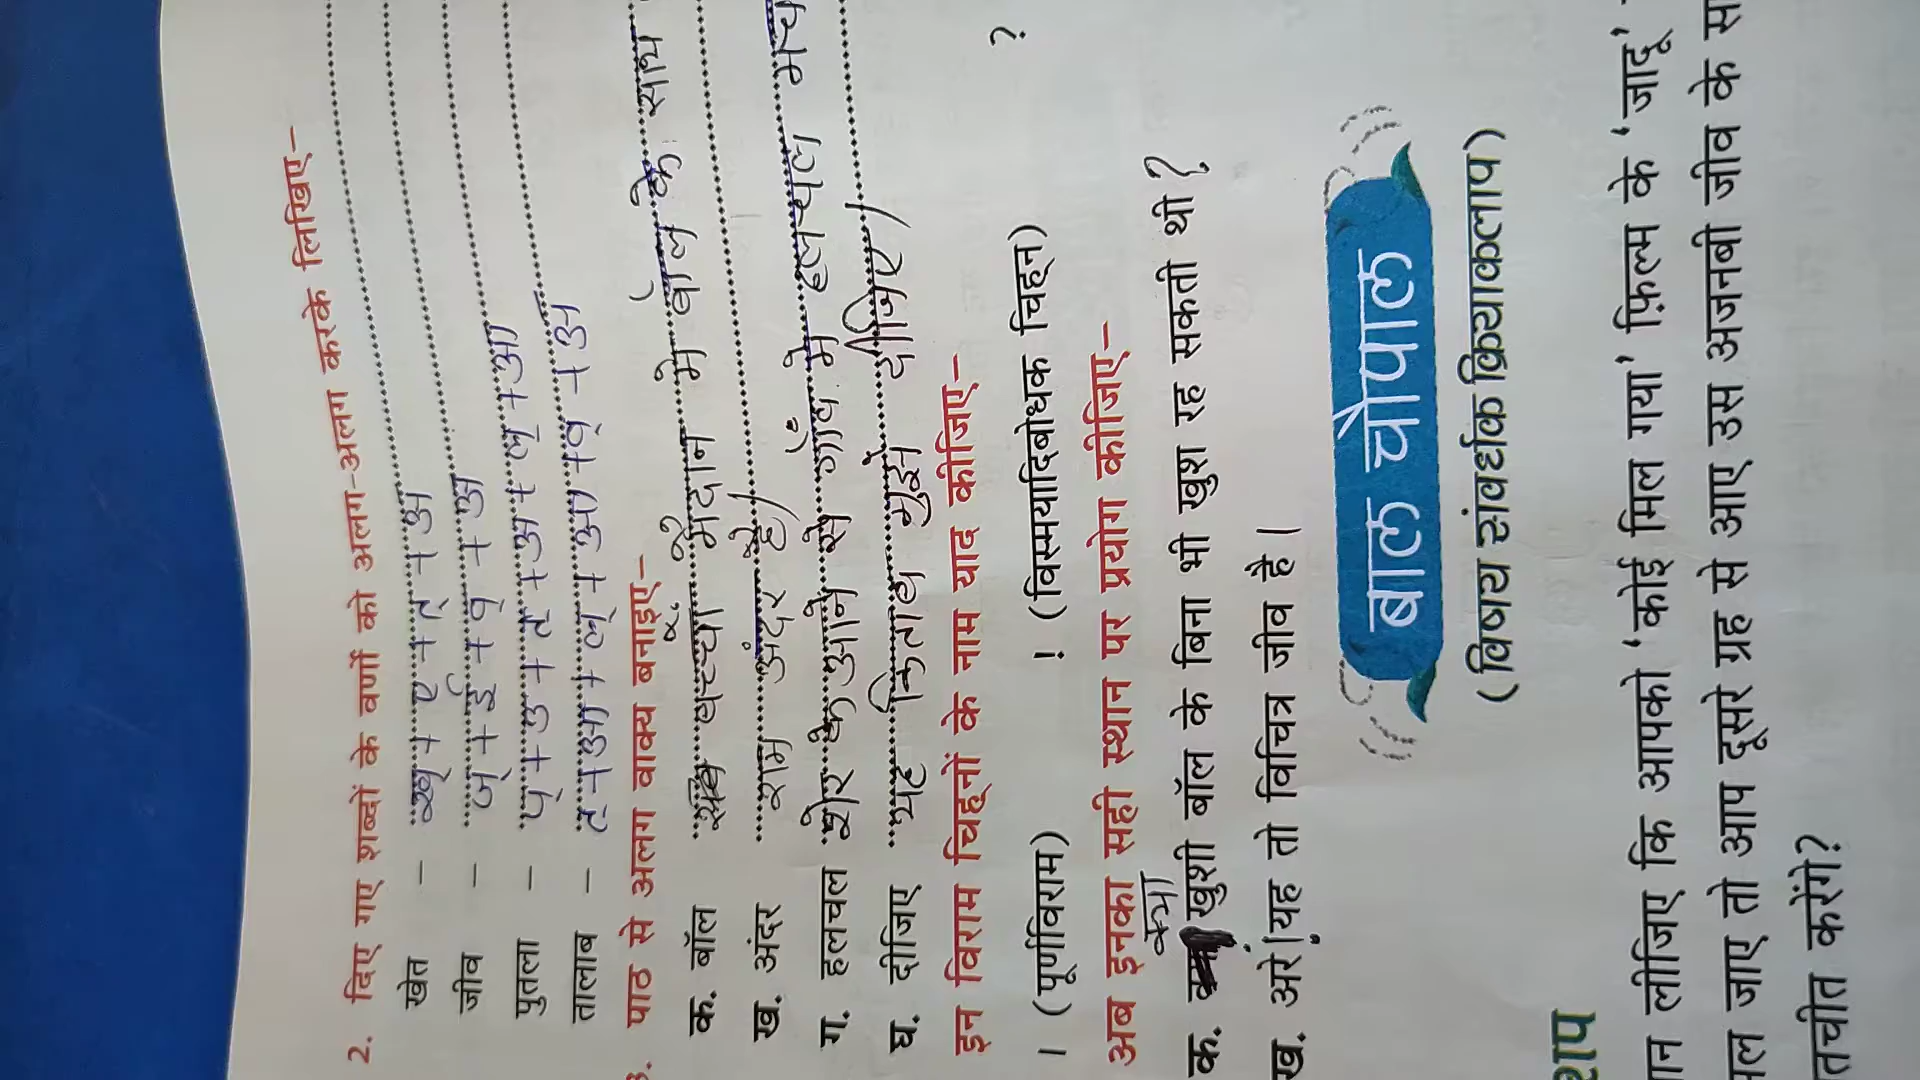 2. दिए गए शब्दों के वर्णों को अलग-अलग करके लिखिए-
खेत - ख्+ए+त्+अ
जीव - ज्+ई+व्+अ
पुतला - प्+उ+त+अ+ल्+आ
तालाब - त+आ+ल्+आ+ब्+अ
3. पाठ से अलग वाक्य बनाइए-
क. बॉल मैदान में बॉल के साथ
ख. अंदर अंदर है।
ग. हलचल शेर के आने से में हलचल
घ. दीजिए यह किताब मुझे दीजिए।
इन विराम चिह्नों के नाम याद कीजिए-
। (पूर्णविराम) ! (विस्मयादिबोधक चिह्न) ?
अब इनका सही स्थान पर प्रयोग कीजिए-
क. क्या खुशी बॉल के बिना भी खुश रह सकती थी?
ख. अरे! यह तो विचित्र जीव है।
बाल चौपाल
(विषय संवर्धक क्रियाकलाप)
मान लीजिए कि आपको 'कोई मिल गया' फ़िल्म के 'जादू'
मिल जाए तो आप दूसरे ग्रह से आए उस अजनबी जीव के
तचीत करेंगे?